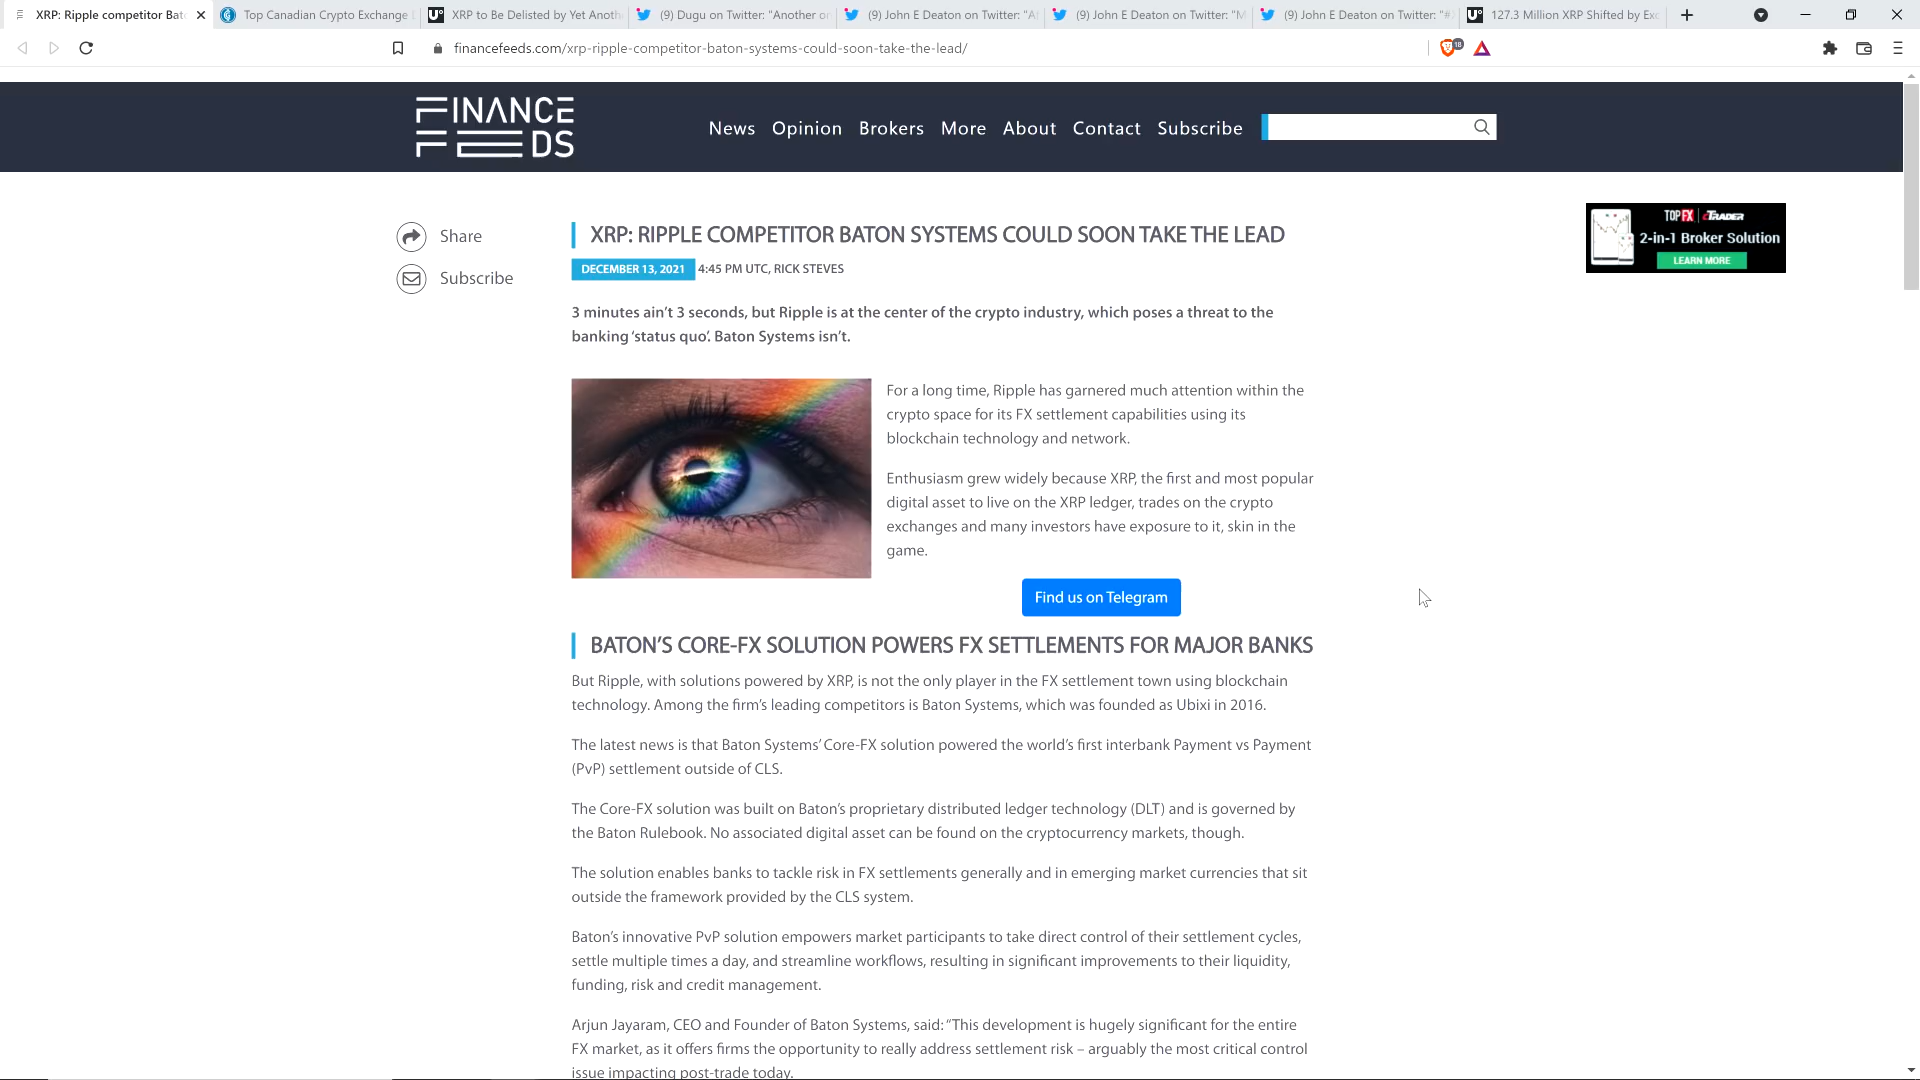 XRP: Ripple competitor Bat
Top Canadian Crypto Exchange
XRP to Be Delisted by Yet Anoth
(9) Dugu on Twitter: "Another o
(9) John E Deaton on Twitter: "A
(9) John E Deaton on Twitter: "M
(9) John E Deaton on Twitter: "#
127.3 Million XRP Shifted by Exc
financefeeds.com/xrp-ripple-competitor-baton-systems-could-soon-take-the-lead/
18
FINANCE
FEEDS
News Opinion Brokers More About Contact Subscribe
Share
Subscribe
XRP: RIPPLE COMPETITOR BATON SYSTEMS COULD SOON TAKE THE LEAD
DECEMBER 13, 2021 4:45 PM UTC, RICK STEVES
TOPFX | cTRADER
2-in-1 Broker Solution
LEARN MORE
3 minutes ain't 3 seconds, but Ripple is at the center of the crypto industry, which poses a threat to the
banking 'status quo'. Baton Systems isn't.
For a long time, Ripple has garnered much attention within the
crypto space for its FX settlement capabilities using its
blockchain technology and network.
Enthusiasm grew widely because XRP, the first and most popular
digital asset to live on the XRP ledger, trades on the crypto
exchanges and many investors have exposure to it, skin in the
game.
Find us on Telegram
BATON'S CORE-FX SOLUTION POWERS FX SETTLEMENTS FOR MAJOR BANKS
But Ripple, with solutions powered by XRP, is not the only player in the FX settlement town using blockchain
technology. Among the firm's leading competitors is Baton Systems, which was founded as Ubixi in 2016.
The latest news is that Baton Systems' Core-FX solution powered the world's first interbank Payment vs Payment
(PvP) settlement outside of CLS.
The Core-FX solution was built on Baton's proprietary distributed ledger technology (DLT) and is governed by
the Baton Rulebook. No associated digital asset can be found on the cryptocurrency markets, though.
The solution enables banks to tackle risk in FX settlements generally and in emerging market currencies that sit
outside the framework provided by the CLS system.
Baton's innovative PvP solution empowers market participants to take direct control of their settlement cycles,
settle multiple times a day, and streamline workflows, resulting in significant improvements to their liquidity,
funding, risk and credit management.
Arjun Jayaram, CEO and Founder of Baton Systems, said: "This development is hugely significant for the entire
FX market, as it offers firms the opportunity to really address settlement risk – arguably the most critical control
issue impacting post-trade today.